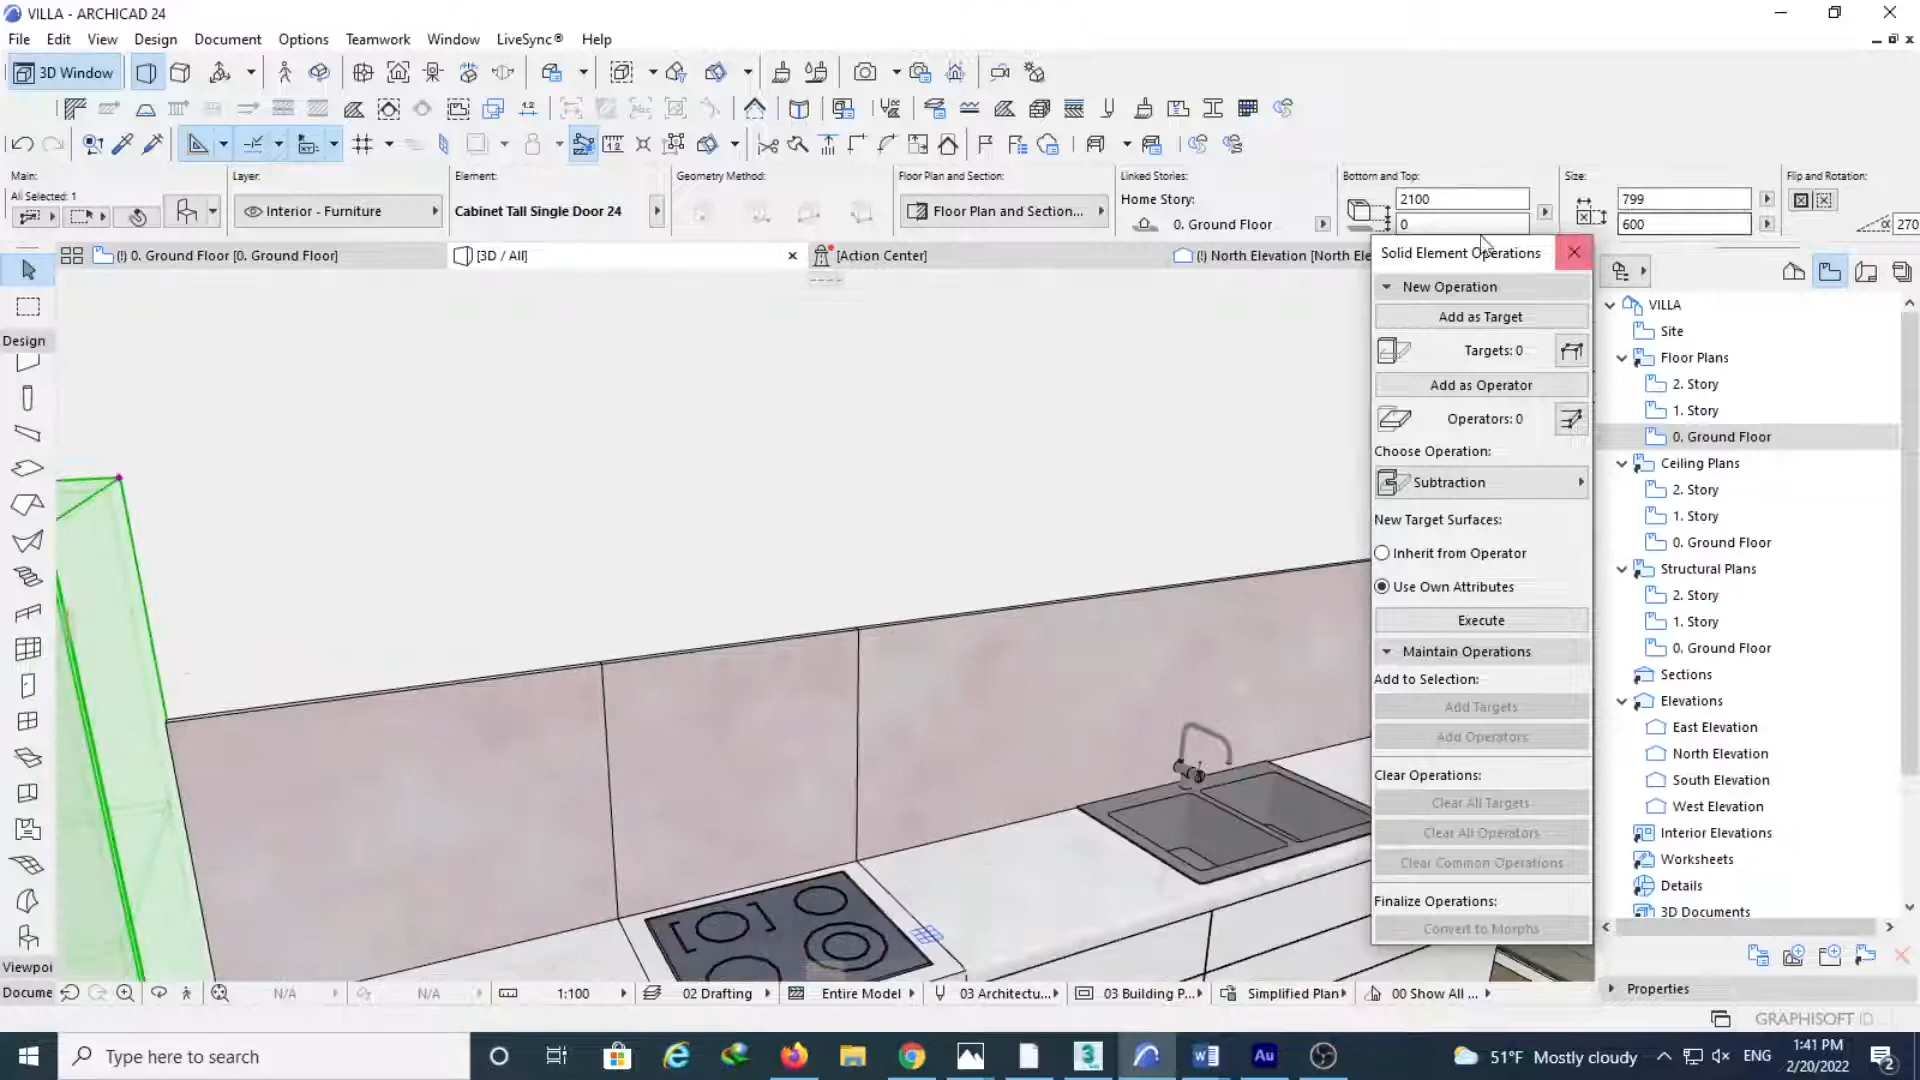 VILLA - ARCHICAD 24
File Edit View Design Document Options Teamwork Window LiveSync® Help
3D Window
Main: Layer: Element: Geometry Method: Floor Plan and Section: Linked Stories: Bottom and Top: Size: Flip and Rotation:
All Selected: 1
Home Story: 2100 799
Interior - Furniture Cabinet Tall Single Door 24 Floor Plan and Section... 0. Ground Floor 0 600 270
(!) 0. Ground Floor [0. Ground Floor] [3D / All] [Action Center] (!) North Elevation [North Ele
Design
Viewpoi
Docume
Solid Element Operations
New Operation
Add as Target
Targets: 0
Add as Operator
Operators: 0
Choose Operation:
Subtraction
New Target Surfaces:
Inherit from Operator
Use Own Attributes
Execute
Maintain Operations
Add to Selection:
Add Targets
Add Operators
Clear Operations:
Clear All Targets
Clear All Operators
Clear Common Operations
Finalize Operations:
Convert to Morphs
VILLA
Site
Floor Plans
2. Story
1. Story
0. Ground Floor
Ceiling Plans
2. Story
1. Story
0. Ground Floor
Structural Plans
2. Story
1. Story
0. Ground Floor
Sections
Elevations
East Elevation
North Elevation
South Elevation
West Elevation
Interior Elevations
Worksheets
Details
3D Documents
Properties
N/A N/A 1:100 02 Drafting Entire Model 03 Architectu... 03 Building P... Simplified Plan 00 Show All ...
GRAPHISOFT ID
Type here to search
51°F Mostly cloudy ENG 1:41 PM
2/20/2022
2